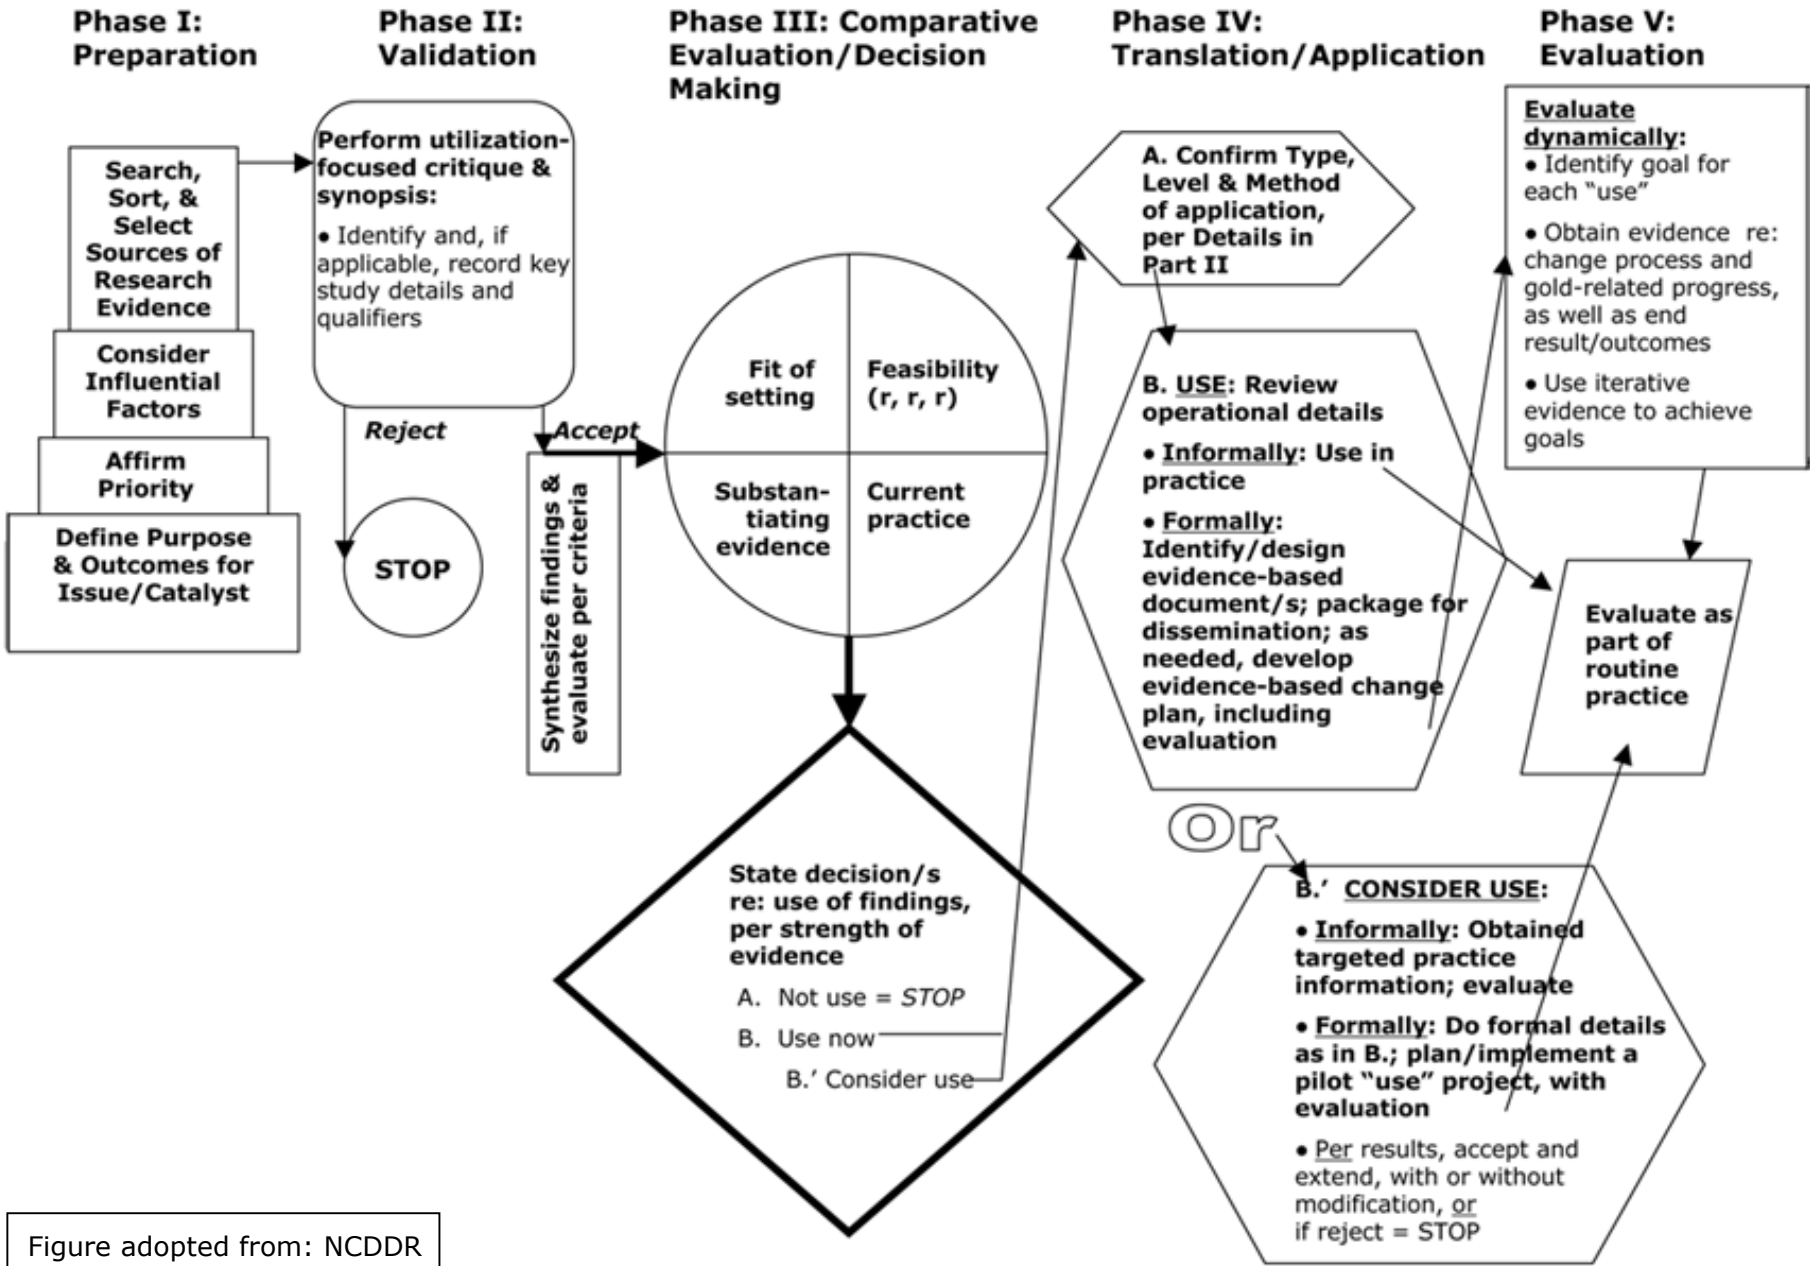 Phase I:
Preparation
Phase II:
Validation
Phase III: Comparative
Evaluation/Decision
Making
Phase IV:
Translation/Application
Phase V:
Evaluation
Search,
Sort, &
Select
Sources of
Research
Evidence
Consider
Influential
Factors
Affirm
Priority
Define Purpose
& Outcomes for
Issue/Catalyst
Perform utilization-
focused critique &
synopsis:
• Identify and, if
applicable, record key
study details and
qualifiers
Reject
Accept
STOP
Synthesize findings &
evaluate per criteria
Fit of
setting
Feasibility
(r, r, r)
Substan-
tiating
evidence
Current
practice
State decision/s
re: use of findings,
per strength of
evidence
A. Not use = STOP
B. Use now
B.’ Consider use
A. Confirm Type,
Level & Method
of application,
per Details in
Part II
B. USE: Review
operational details
• Informally: Use in
practice
• Formally:
Identify/design
evidence-based
document/s; package for
dissemination; as
needed, develop
evidence-based change
plan, including
evaluation
Or
B.’ CONSIDER USE:
• Informally: Obtained
targeted practice
information; evaluate
• Formally: Do formal details
as in B.; plan/implement a
pilot “use” project, with
evaluation
• Per results, accept and
extend, with or without
modification, or
if reject = STOP
Evaluate
dynamically:
• Identify goal for
each “use”
• Obtain evidence re:
change process and
gold-related progress,
as well as end
result/outcomes
• Use iterative
evidence to achieve
goals
Evaluate as
part of
routine
practice
Figure adopted from: NCDDR